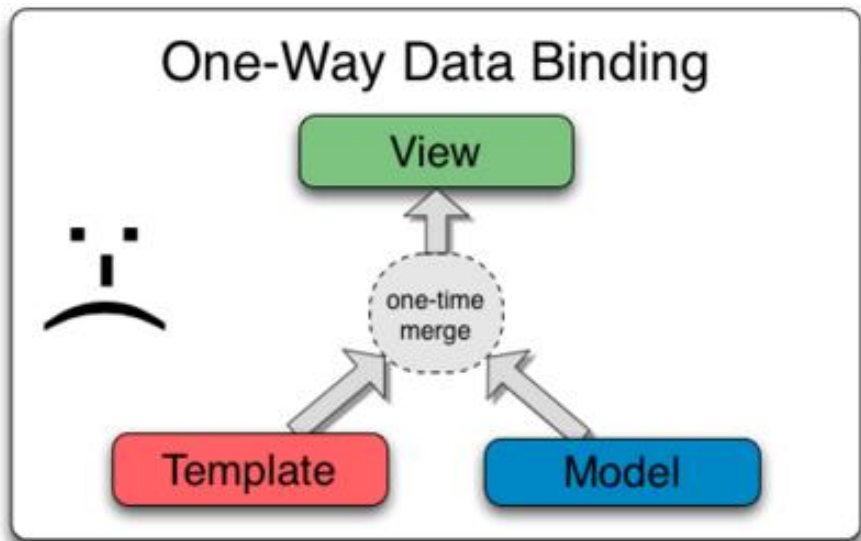 One-Way Data Binding
View
one-time
merge
Template
Model